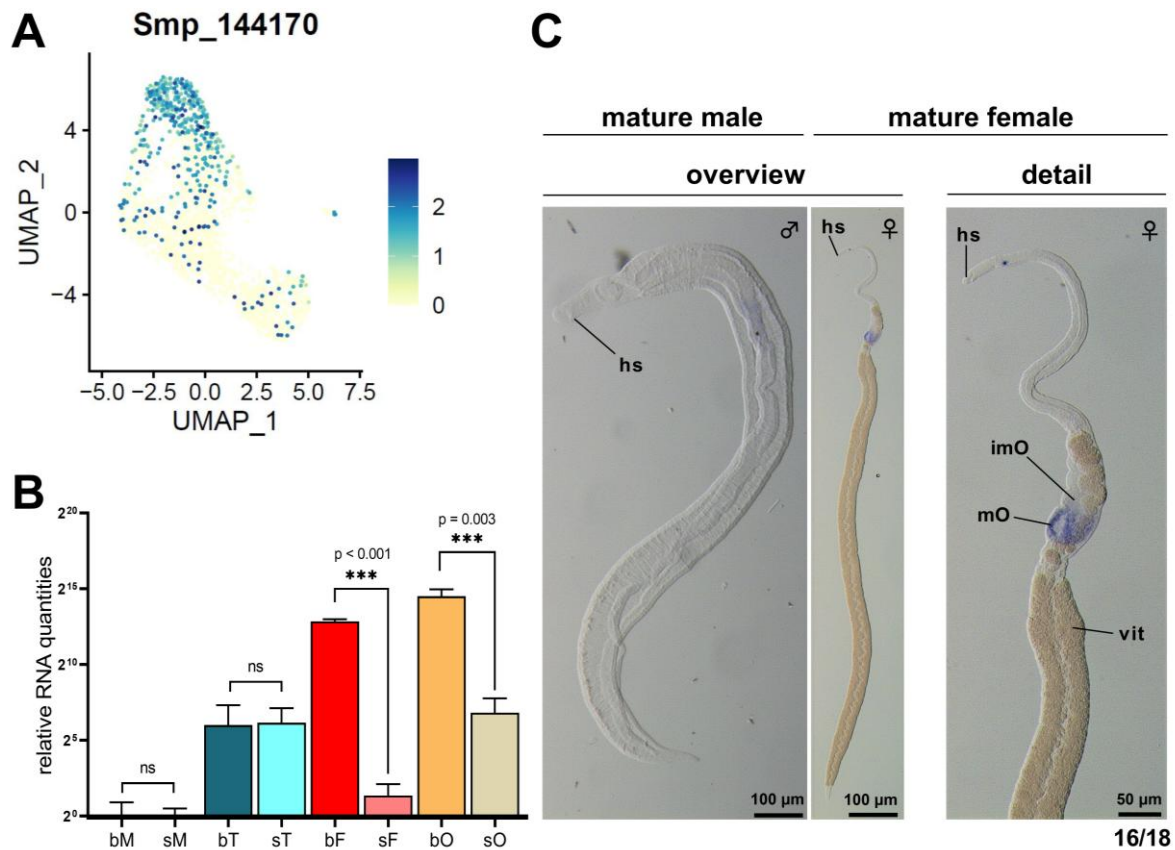 A
Smp_144170
UMAP_2
4
0
−4
−5.0 −2.5 0.0 2.5 5.0 7.5
UMAP_1
2
1
0
B
relative RNA quantities
2^20
2^15
2^10
2^5
2^0
ns
ns
p < 0.001
***
p = 0.003
***
bM sM bT sT bF sF bO sO
C
mature male mature female
overview detail
♂
hs
100 µm
hs ♀
100 µm
hs ♀
imO
mO
vit
50 µm
16/18